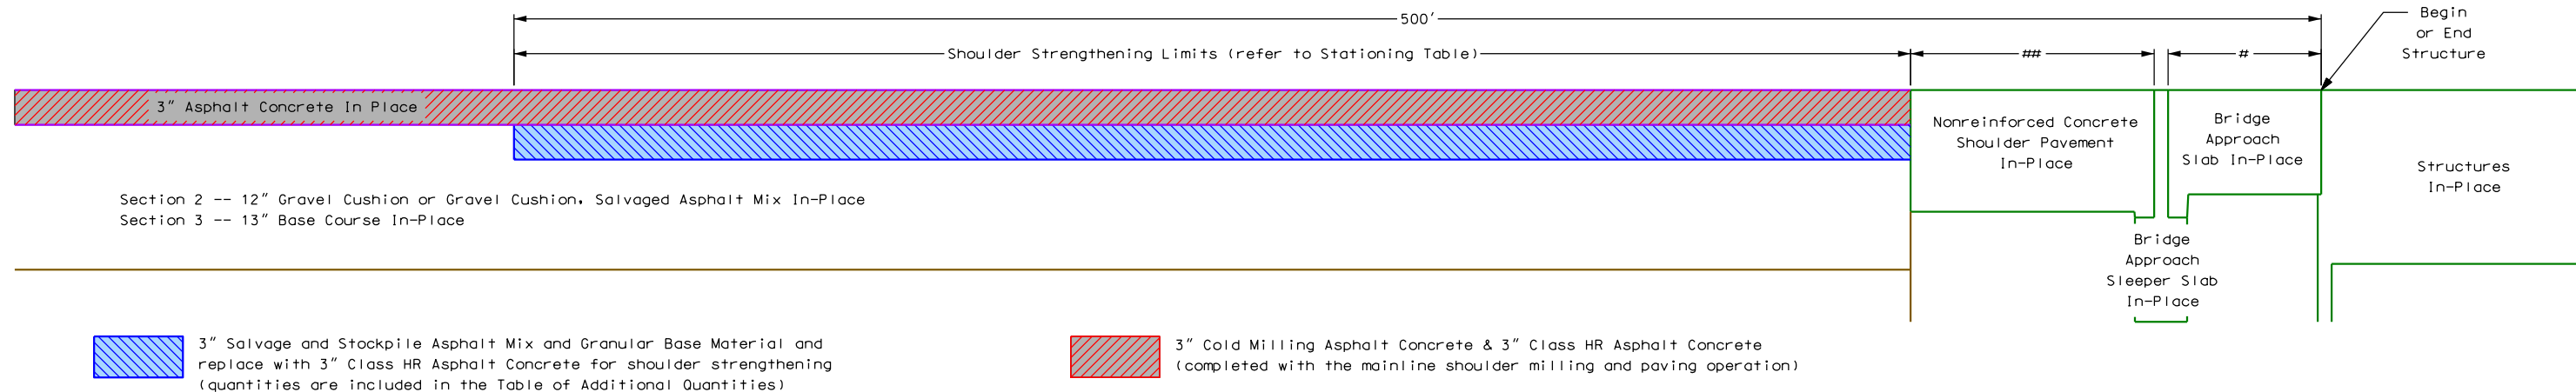 500'
Begin
or End
Structure
Shoulder Strengthening Limits (refer to Stationing Table)
##
#
3" Asphalt Concrete In Place
Nonreinforced Concrete
Shoulder Pavement
In-Place
Bridge
Approach
Slab In-Place
Structures
In-Place
Section 2 -- 12" Gravel Cushion or Gravel Cushion, Salvaged Asphalt Mix In-Place
Section 3 -- 13" Base Course In-Place
Bridge
Approach
Sleeper Slab
In-Place
3" Salvage and Stockpile Asphalt Mix and Granular Base Material and
replace with 3" Class HR Asphalt Concrete for shoulder strengthening
(quantities are included in the Table of Additional Quantities)
3" Cold Milling Asphalt Concrete & 3" Class HR Asphalt Concrete
(completed with the mainline shoulder milling and paving operation)